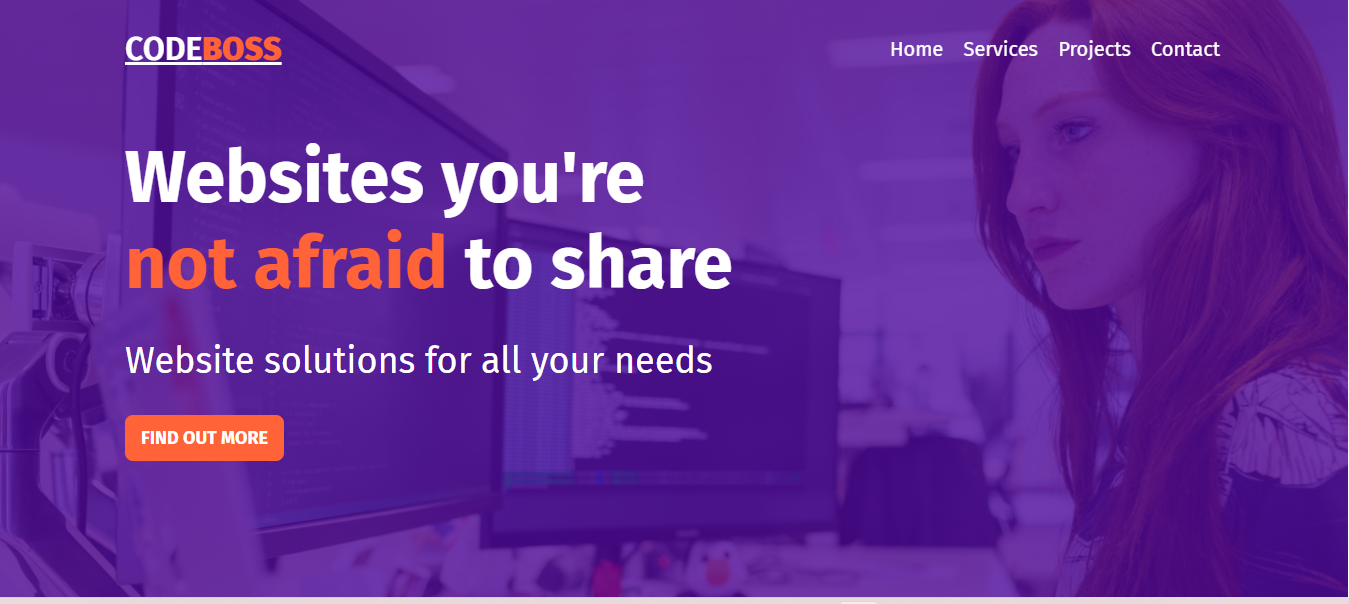 CODEBOSS
Home Services Projects Contact
Websites you're
not afraid to share
Website solutions for all your needs
FIND OUT MORE